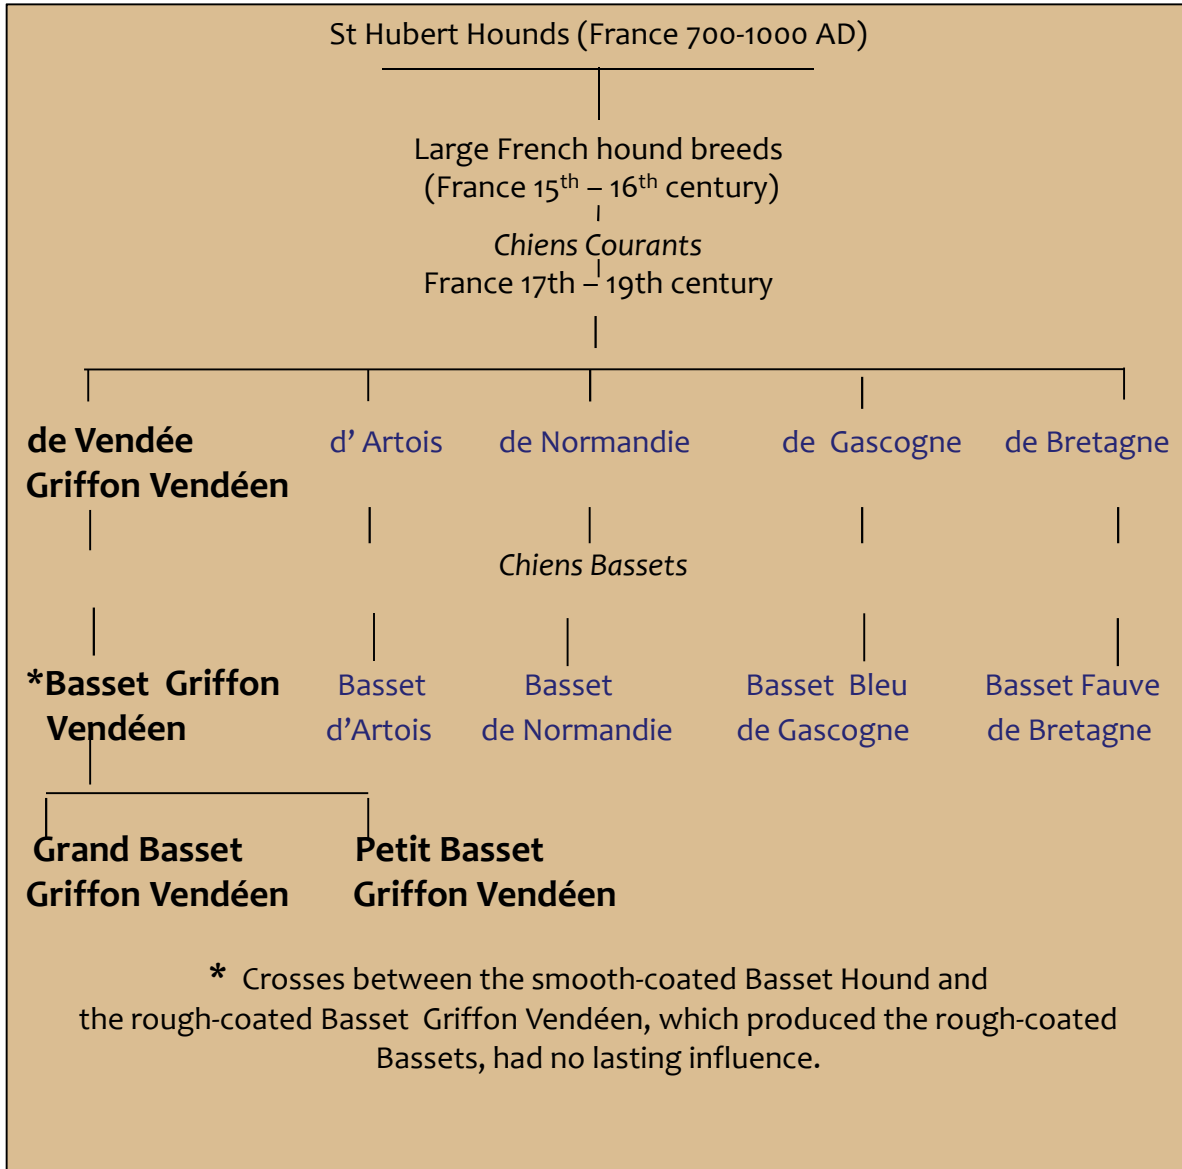 St Hubert Hounds (France 700-1000 AD)
Large French hound breeds
(France 15th – 16th century)
Chiens Courants
France 17th – 19th century
de Vendée d’ Artois de Normandie de Gascogne de Bretagne
Griffon Vendéen
Chiens Bassets
*Basset Griffon Basset Basset Basset Bleu Basset Fauve
Vendéen d’Artois de Normandie de Gascogne de Bretagne
Grand Basset Petit Basset
Griffon Vendéen Griffon Vendéen
* Crosses between the smooth-coated Basset Hound and
the rough-coated Basset Griffon Vendéen, which produced the rough-coated
Bassets, had no lasting influence.